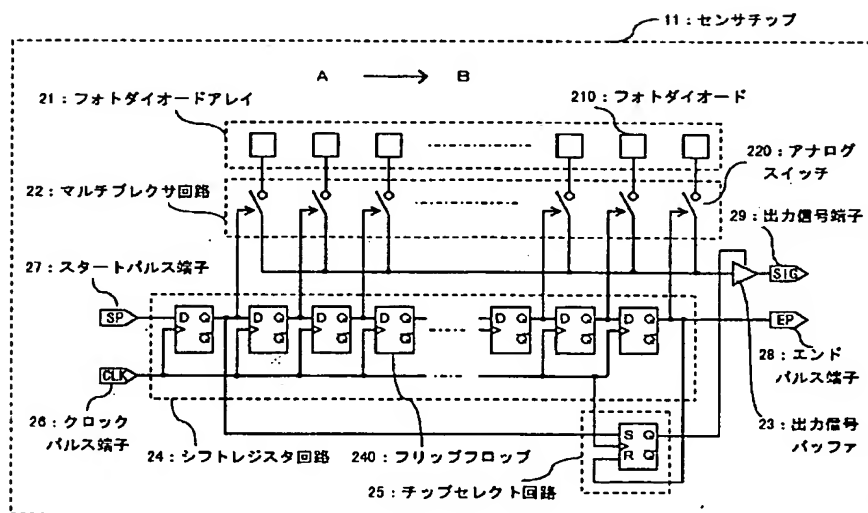 11：センサチップ
A → B
21：フォトダイオードアレイ
210：フォトダイオード
220：アナログ
スイッチ
22：マルチプレクサ回路
29：出力信号端子
27：スタートパルス端子
SIG
SP
D Q Q D Q Q D Q Q D Q Q D Q Q D Q Q D Q Q
EP
28：エンド
パルス端子
CLK
26：クロック
パルス端子
24：シフトレジスタ回路
240：フリップフロップ
S Q
R Q
23：出力信号
バッファ
25：チップセレクト回路